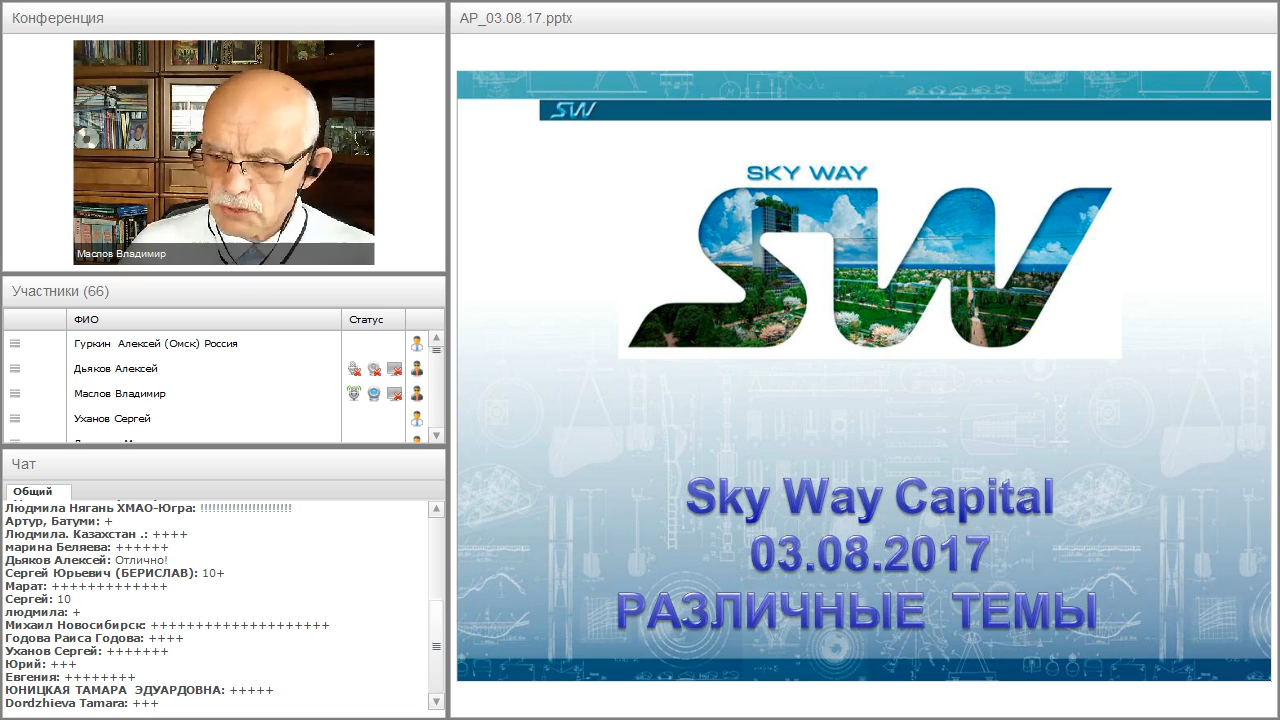 Конференция
Маслов Владимир
Участники (66)
ФИО Статус
Гуркин Алексей (Омск) Россия
Дьяков Алексей
Маслов Владимир
Уханов Сергей
Чат
Общий
Людмила Нягань ХМАО-Югра: !!!!!!!!!!!!!!!!!!!!!!!
Артур, Батуми: +
Людмила. Казахстан .: ++++
марина Беляева: ++++++
Дьяков Алексей: Отлично!
Сергей Юрьевич (БЕРИСЛАВ): 10+
Марат: +++++++++++++
Сергей: 10
людмила: +
Михаил Новосибирск: ++++++++++++++++++++
Годова Раиса Годова: ++++
Уханов Сергей: +++++++
Юрий: +++
Евгения: ++++++++
ЮНИЦКАЯ ТАМАРА ЭДУАРДОВНА: +++++
Dordzhieva Tamara: +++
AP_03.08.17.pptx
SW
SKY WAY
SW
Sky Way Capital
03.08.2017
РАЗЛИЧНЫЕ ТЕМЫ